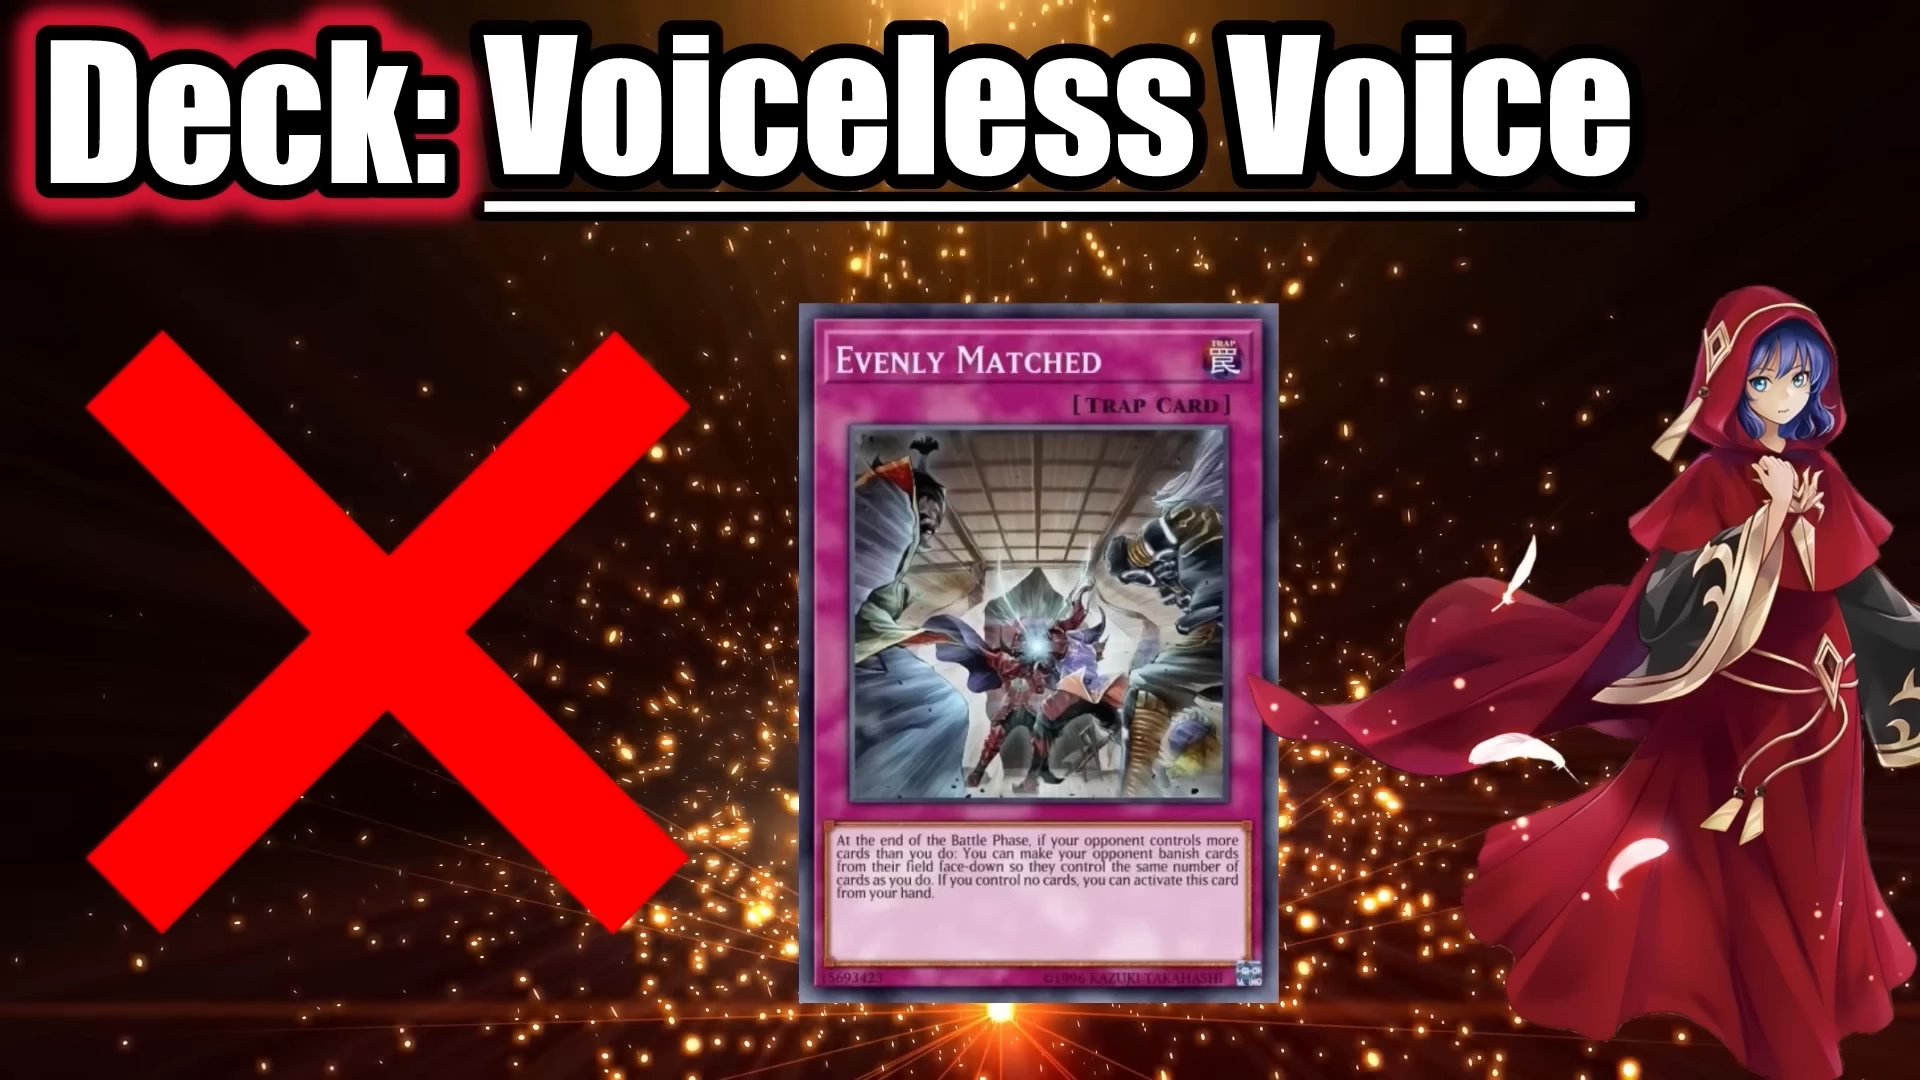 Deck: Voiceless Voice
EVENLY MATCHED
TRAP
罠
[TRAP CARD]
At the end of the Battle Phase, if your opponent controls more
cards than you do: You can make your opponent banish cards
from their field face-down so they control the same number of
cards as you do. If you control no cards, you can activate this card
from your hand.
15693423
©1996 KAZUKI TAKAHASHI